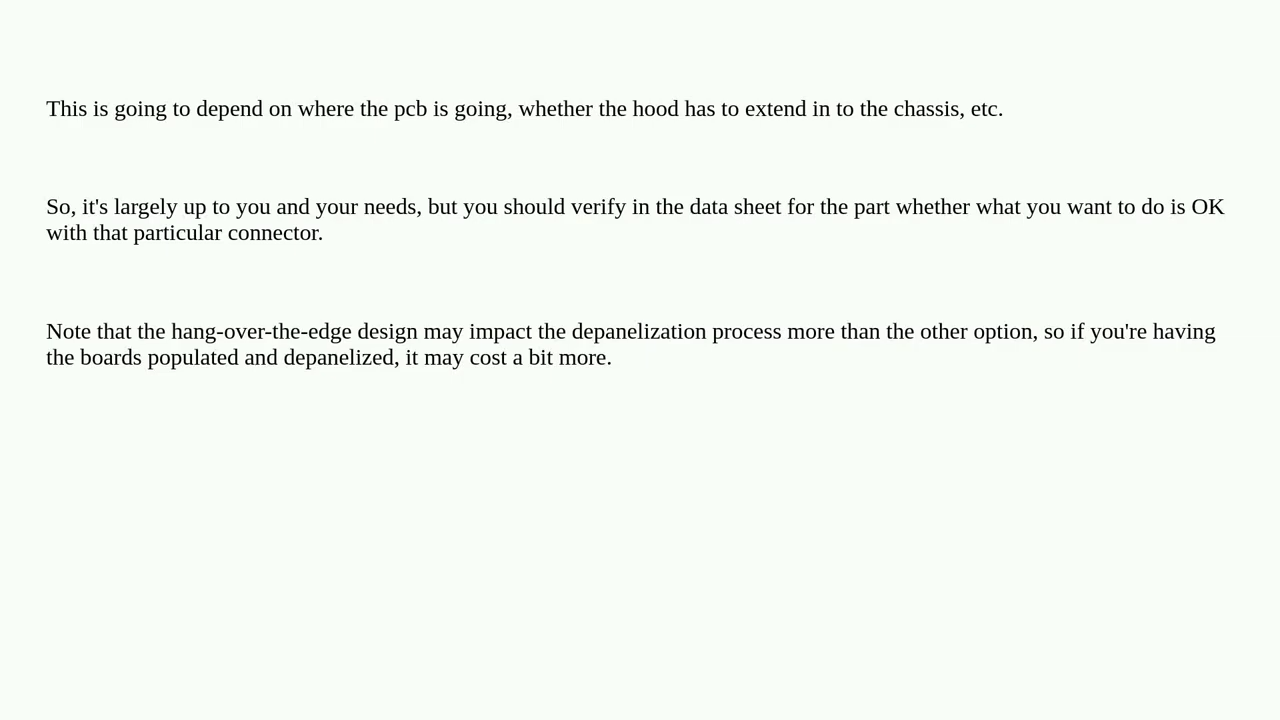 This is going to depend on where the pcb is going, whether the hood has to extend in to the chassis, etc.
So, it's largely up to you and your needs, but you should verify in the data sheet for the part whether what you want to do is OK
with that particular connector.
Note that the hang-over-the-edge design may impact the depanelization process more than the other option, so if you're having
the boards populated and depanelized, it may cost a bit more.